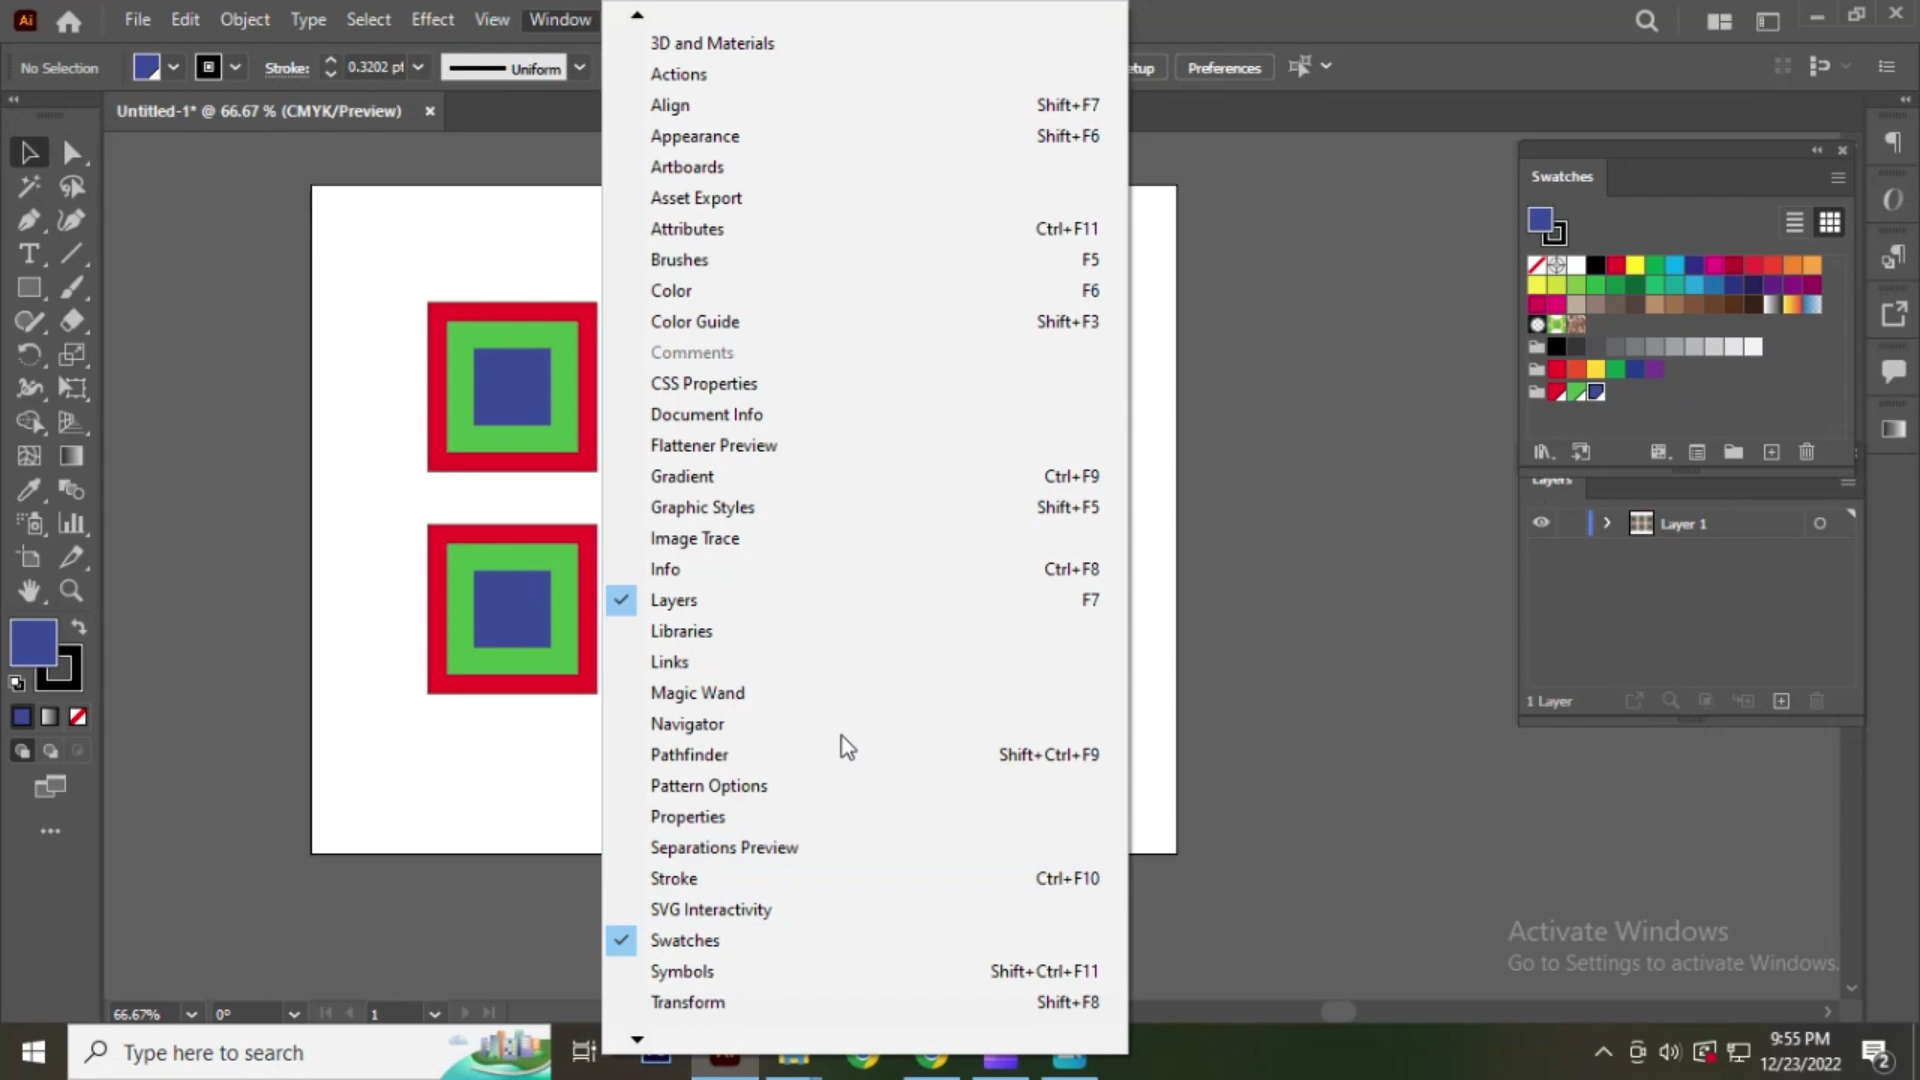 Ai
File Edit Object Type Select Effect View Window
No Selection Stroke: 0.3202 pt Uniform Preferences
Untitled-1* @ 66.67 % (CMYK/Preview)
3D and Materials
Actions
Align Shift+F7
Appearance Shift+F6
Artboards
Asset Export
Attributes Ctrl+F11
Brushes F5
Color F6
Color Guide Shift+F3
Comments
CSS Properties
Document Info
Flattener Preview
Gradient Ctrl+F9
Graphic Styles Shift+F5
Image Trace
Info Ctrl+F8
Layers F7
Libraries
Links
Magic Wand
Navigator
Pathfinder Shift+Ctrl+F9
Pattern Options
Properties
Separations Preview
Stroke Ctrl+F10
SVG Interactivity
Swatches
Symbols Shift+Ctrl+F11
Transform Shift+F8
Swatches
Layers
Layer 1
1 Layer
Activate Windows
Go to Settings to activate Windows.
66.67% 0° 1
Type here to search
9:55 PM
12/23/2022
2